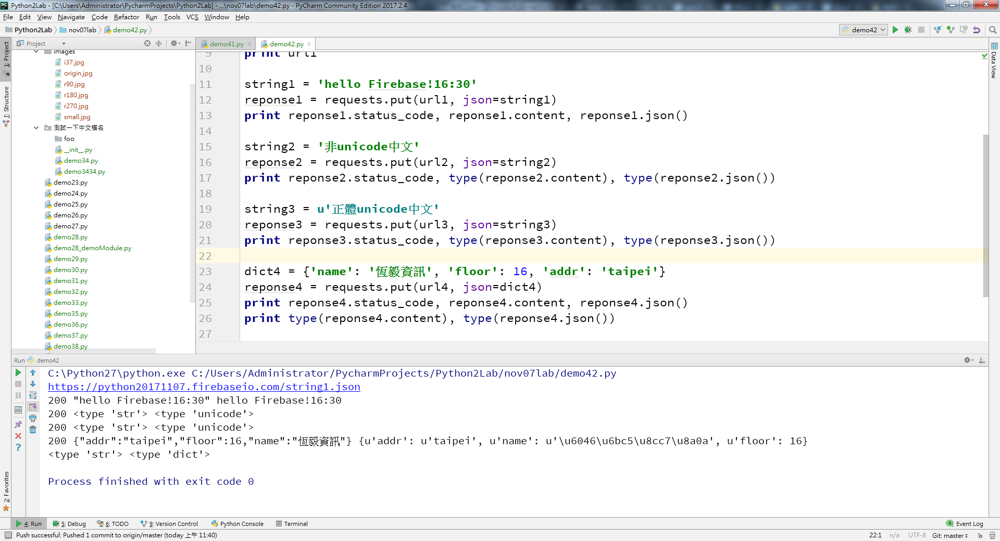 Python2Lab - [C:\Users\Administrator\PycharmProjects\Python2Lab] - ...\nov07lab\demo42.py - PyCharm Community Edition 2017.2.4
File Edit View Navigate Code Refactor Run Tools VCS Window Help
Python2Lab nov07lab demo42.py demo42
Project demo41.py demo42.py
1: Project
7: Structure
2: Favorites
Data View
images
i37.jpg
origin.jpg
r90.jpg
r180.jpg
r270.jpg
small.jpg
測試一下中文檔名
foo
__init__.py
demo34.py
demo3434.py
demo23.py
demo24.py
demo25.py
demo26.py
demo27.py
demo28.py
demo28_demoModule.py
demo29.py
demo30.py
demo31.py
demo32.py
demo33.py
demo35.py
demo36.py
demo37.py
demo38.py
9 print url1
10
11 string1 = 'hello Firebase!16:30'
12 reponse1 = requests.put(url1, json=string1)
13 print reponse1.status_code, reponse1.content, reponse1.json()
14
15 string2 = '非unicode中文'
16 reponse2 = requests.put(url2, json=string2)
17 print reponse2.status_code, type(reponse2.content), type(reponse2.json())
18
19 string3 = u'正體unicode中文'
20 reponse3 = requests.put(url3, json=string3)
21 print reponse3.status_code, type(reponse3.content), type(reponse3.json())
22
23 dict4 = {'name': '恆毅資訊', 'floor': 16, 'addr': 'taipei'}
24 reponse4 = requests.put(url4, json=dict4)
25 print reponse4.status_code, reponse4.content, reponse4.json()
26 print type(reponse4.content), type(reponse4.json())
27
Run demo42
C:\Python27\python.exe C:/Users/Administrator/PycharmProjects/Python2Lab/nov07lab/demo42.py
https://python20171107.firebaseio.com/string1.json
200 "hello Firebase!16:30" hello Firebase!16:30
200 <type 'str'> <type 'unicode'>
200 <type 'str'> <type 'unicode'>
200 {"addr":"taipei","floor":16,"name":"恆毅資訊"} {u'addr': u'taipei', u'name': u'\u6046\u6bc5\u8cc7\u8a0a', u'floor': 16}
<type 'str'> <type 'dict'>
Process finished with exit code 0
4: Run 5: Debug 6: TODO 9: Version Control Python Console Terminal 4 Event Log
Push successful: Pushed 1 commit to origin/master (today 上午 11:40) 22:1 n/a UTF-8 Git: master